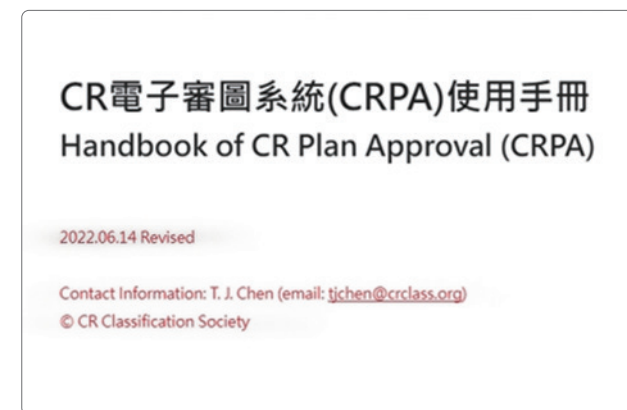 CR電子審圖系統(CRPA)使用手冊
Handbook of CR Plan Approval (CRPA)
2022.06.14 Revised
Contact Information: T. J. Chen (email: tjchen@crclass.org)
© CR Classification Society